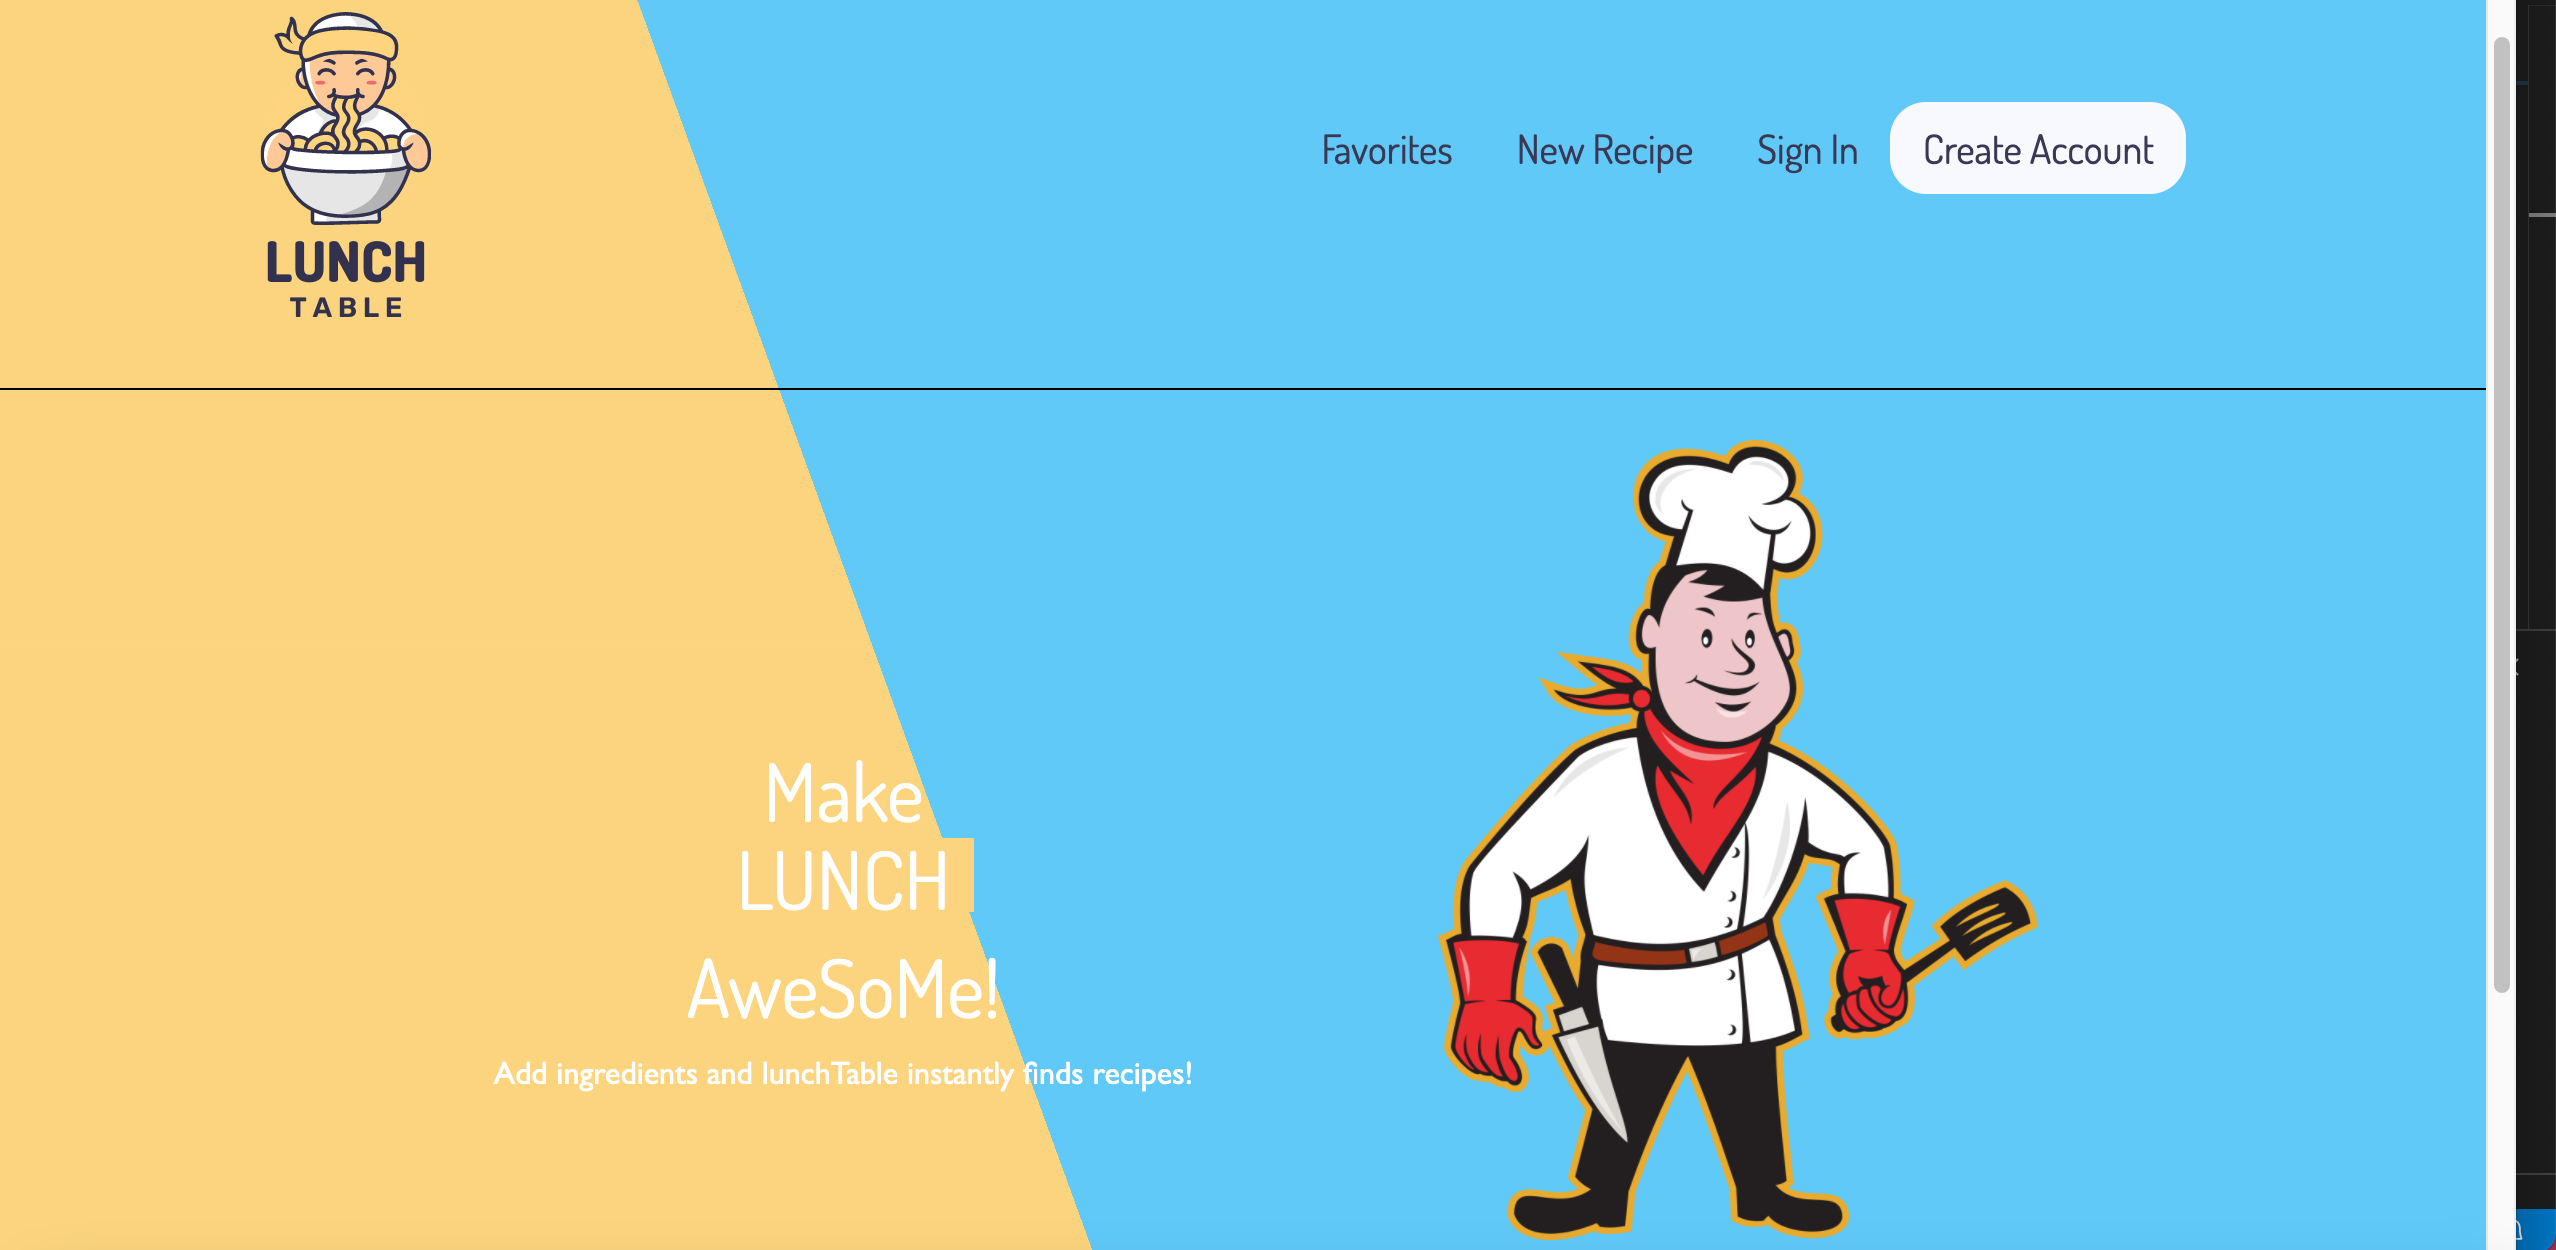 LUNCH
TABLE
Favorites New Recipe Sign In Create Account
Make
LUNCH
AweSoMe!
Add ingredients and lunchTable instantly finds recipes!